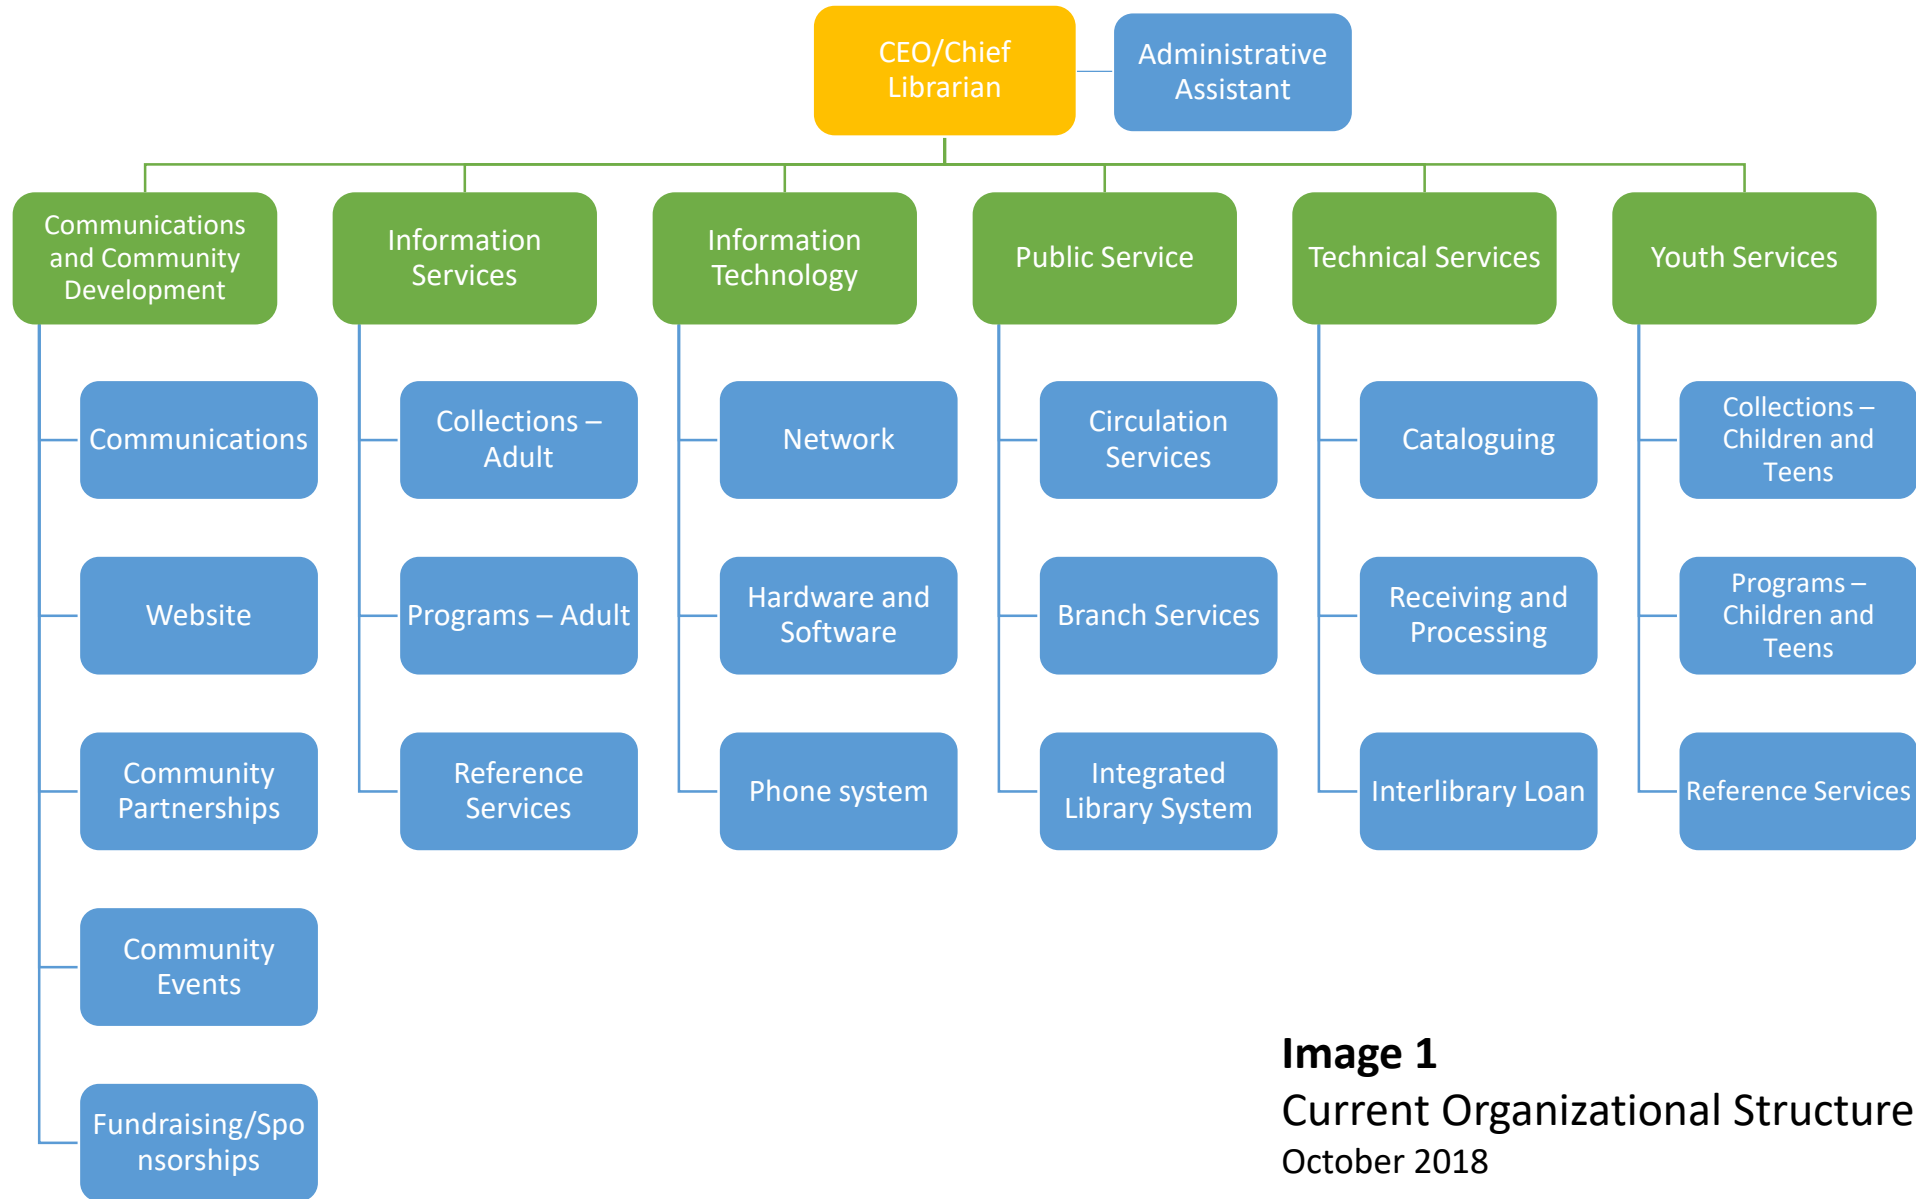 CEO/Chief
Librarian
Administrative
Assistant
Communications
and Community
Development
Information
Services
Information
Technology
Public Service
Technical Services
Youth Services
Communications
Website
Community
Partnerships
Community
Events
Fundraising/Spo
nsorships
Collections –
Adult
Programs – Adult
Reference
Services
Network
Hardware and
Software
Phone system
Circulation
Services
Branch Services
Integrated
Library System
Cataloguing
Receiving and
Processing
Interlibrary Loan
Collections –
Children and
Teens
Programs –
Children and
Teens
Reference Services
Image 1
Current Organizational Structure
October 2018